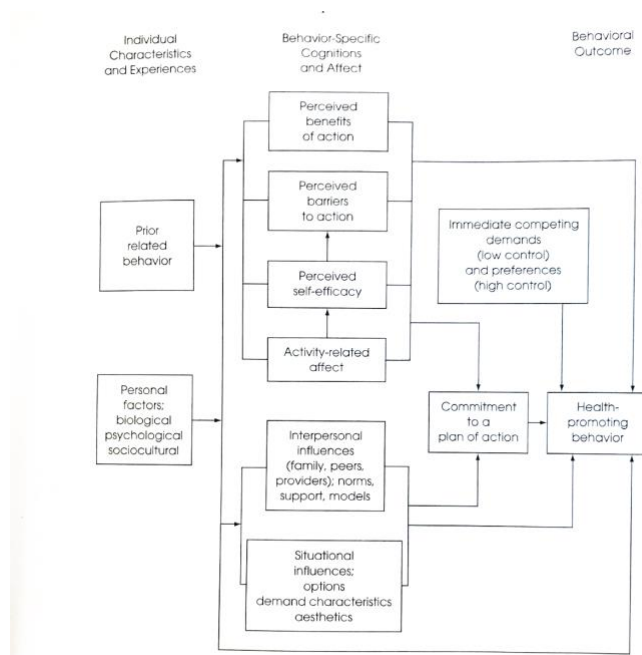 Individual
Characteristics
and Experiences
Behavior-Specific
Cognitions
and Affect
Behavioral
Outcome
Perceived
benefits
of action
Perceived
barriers
to action
Prior
related
behavior
Immediate competing
demands
(low control)
and preferences
(high control)
Perceived
self-efficacy
Activity-related
affect
Personal
factors;
biological
psychological
sociocultural
Commitment
to a
plan of action
Health-
promoting
behavior
Interpersonal
influences
(family, peers,
providers); norms,
support, models
Situational
influences;
options
demand characteristics
aesthetics